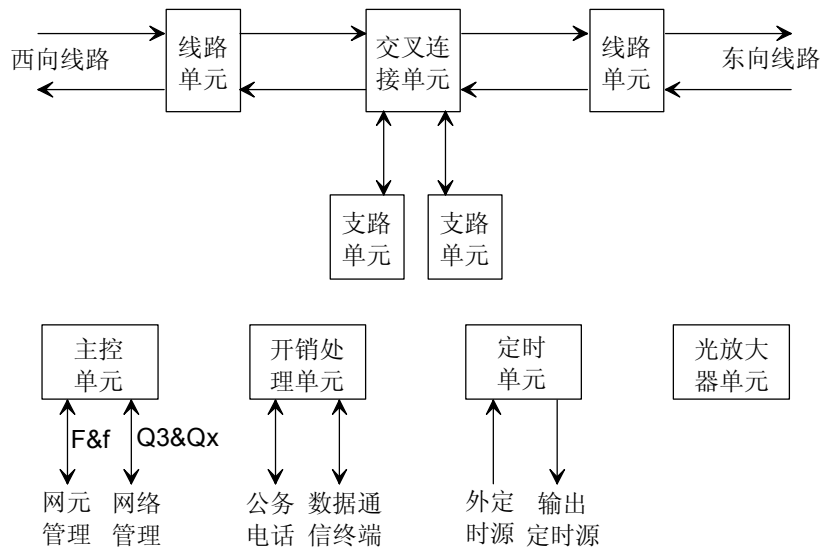 西向线路
线路
单元
交叉连
接单元
线路
单元
东向线路
支路
单元
支路
单元
主控
单元
开销处
理单元
定时
单元
光放大
器单元
F&f
Q3&Qx
网元
管理
网络
管理
公务
电话
数据通
信终端
外定
时源
输出
定时源